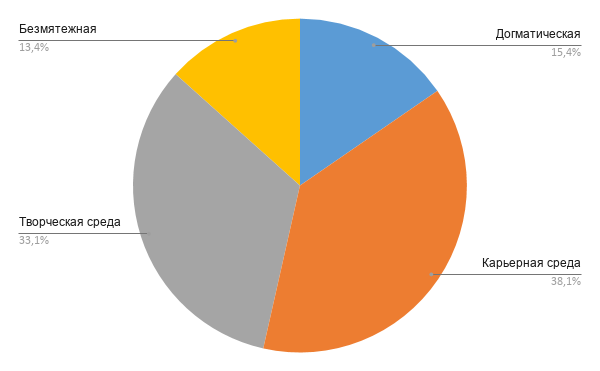 Безмятежная
13,4%
Догматическая
15,4%
Творческая среда
33,1%
Карьерная среда
38,1%